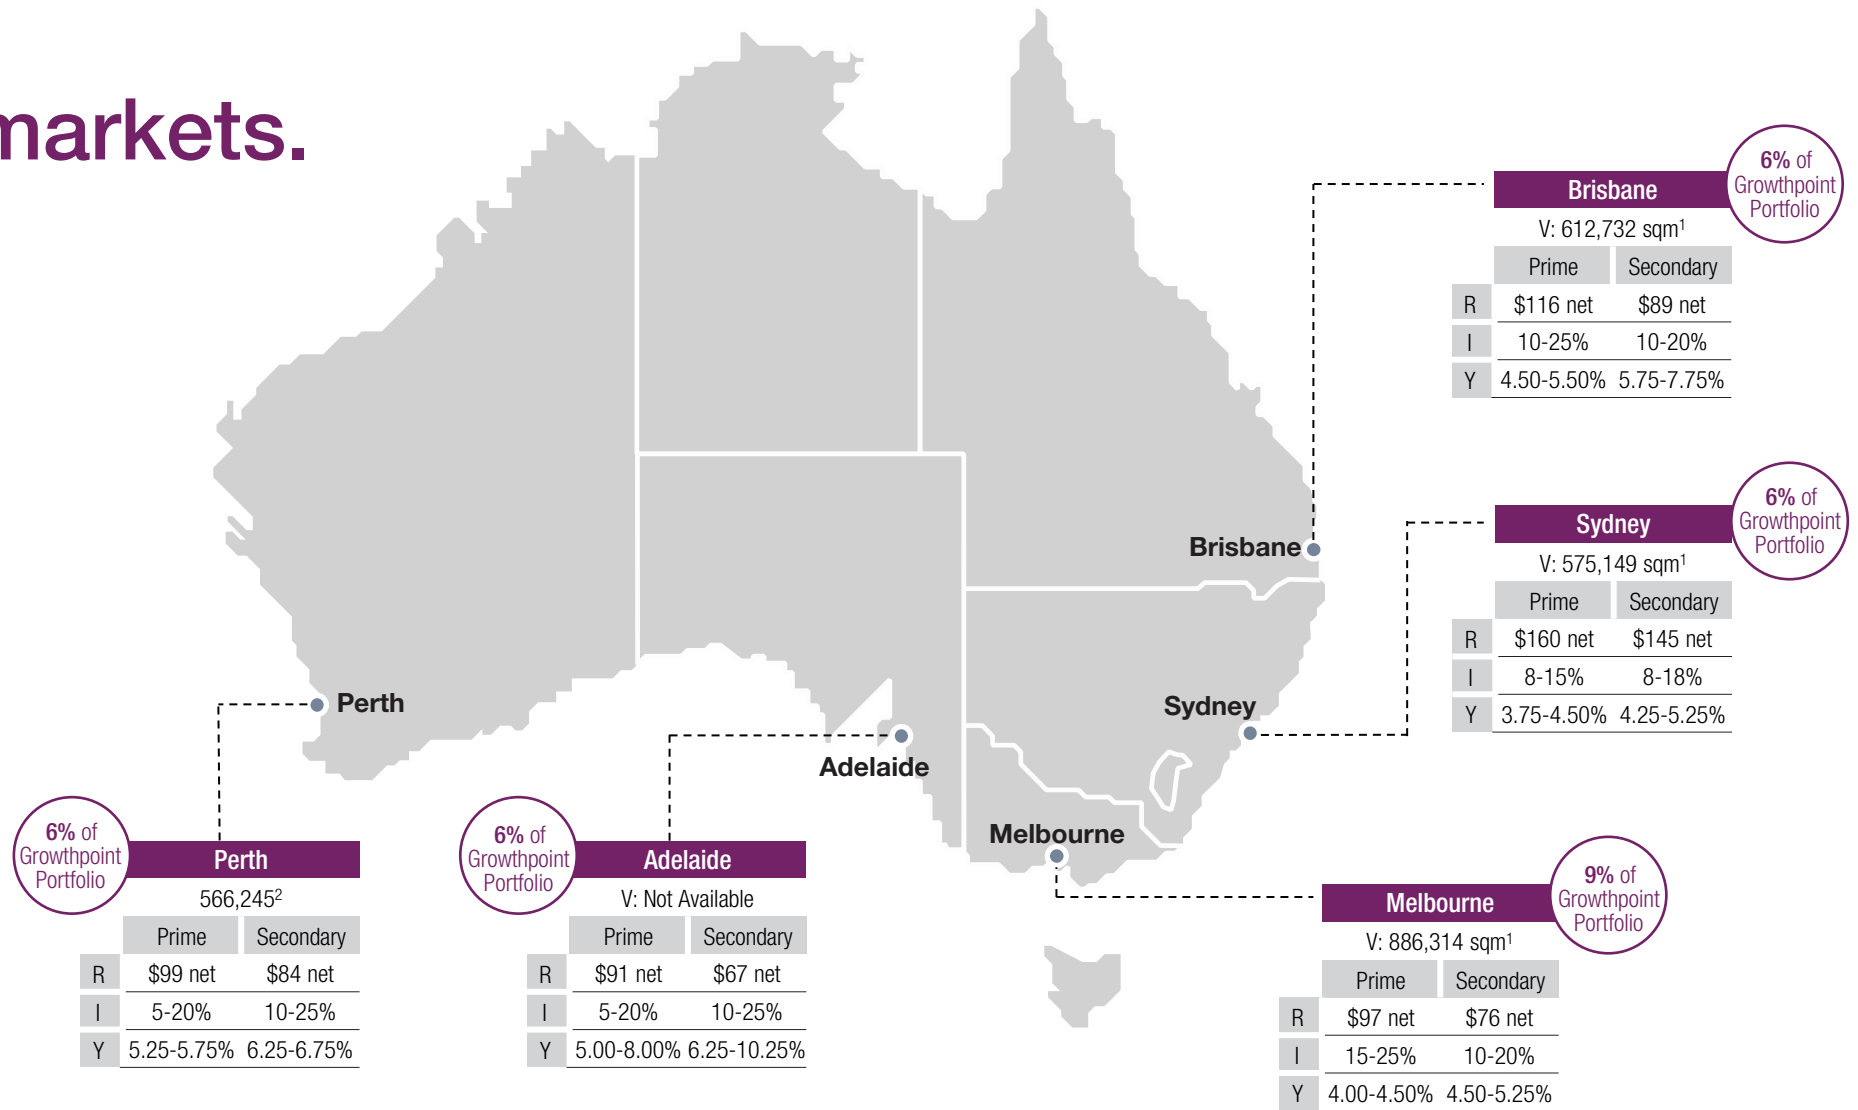 markets.
6% of
Growthpoint
Portfolio
Brisbane
V: 612,732 sqm¹
Prime Secondary
R $116 net $89 net
I 10-25% 10-20%
Y 4.50-5.50% 5.75-7.75%
6% of
Growthpoint
Portfolio
Sydney
V: 575,149 sqm¹
Prime Secondary
R $160 net $145 net
I 8-15% 8-18%
Y 3.75-4.50% 4.25-5.25%
Brisbane
Perth
Sydney
Adelaide
Melbourne
6% of
Growthpoint
Portfolio
Perth
566,245²
Prime Secondary
R $99 net $84 net
I 5-20% 10-25%
Y 5.25-5.75% 6.25-6.75%
6% of
Growthpoint
Portfolio
Adelaide
V: Not Available
Prime Secondary
R $91 net $67 net
I 5-20% 10-25%
Y 5.00-8.00% 6.25-10.25%
9% of
Growthpoint
Portfolio
Melbourne
V: 886,314 sqm¹
Prime Secondary
R $97 net $76 net
I 15-25% 10-20%
Y 4.00-4.50% 4.50-5.25%